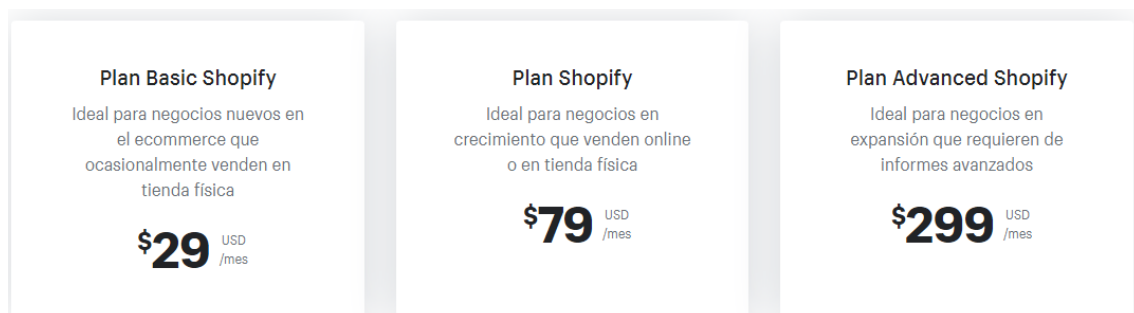 Plan Basic Shopify
Ideal para negocios nuevos en
el ecommerce que
ocasionalmente venden en
tienda física
$29 USD
/mes
Plan Shopify
Ideal para negocios en
crecimiento que venden online
o en tienda física
$79 USD
/mes
Plan Advanced Shopify
Ideal para negocios en
expansión que requieren de
informes avanzados
$299 USD
/mes